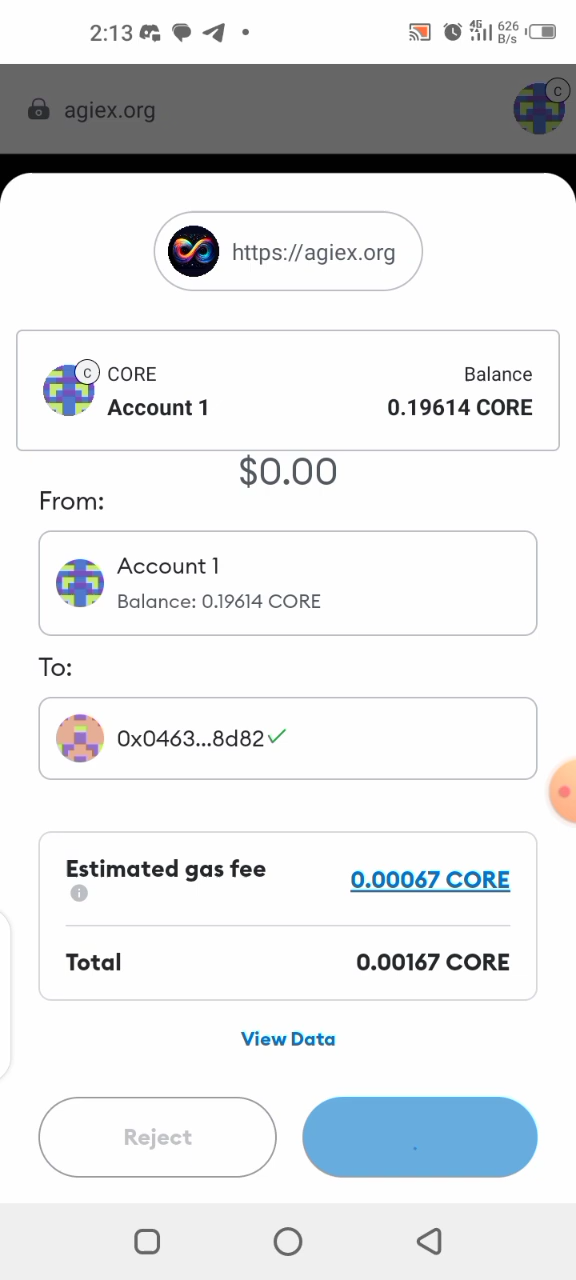 2:13
4G
626
B/s
agiex.org
C
https://agiex.org
C
CORE
Balance
Account 1
0.19614 CORE
$0.00
From:
Account 1
Balance: 0.19614 CORE
To:
0x0463...8d82
Estimated gas fee
0.00067 CORE
Total
0.00167 CORE
View Data
Reject